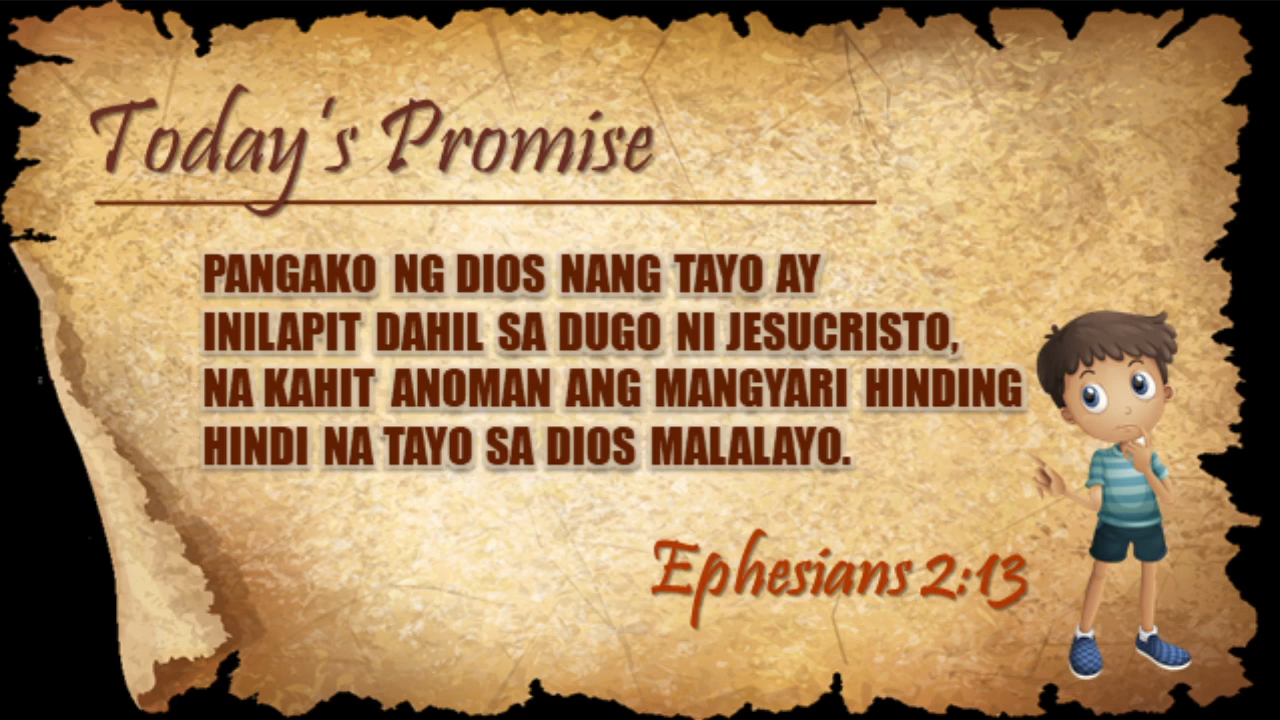 Today's Promise
PANGAKO NG DIOS NANG TAYO AY
INILAPIT DAHIL SA DUGO NI JESUCRISTO,
NA KAHIT ANOMAN ANG MANGYARI HINDING
HINDI NA TAYO SA DIOS MALALAYO.
Ephesians 2:13